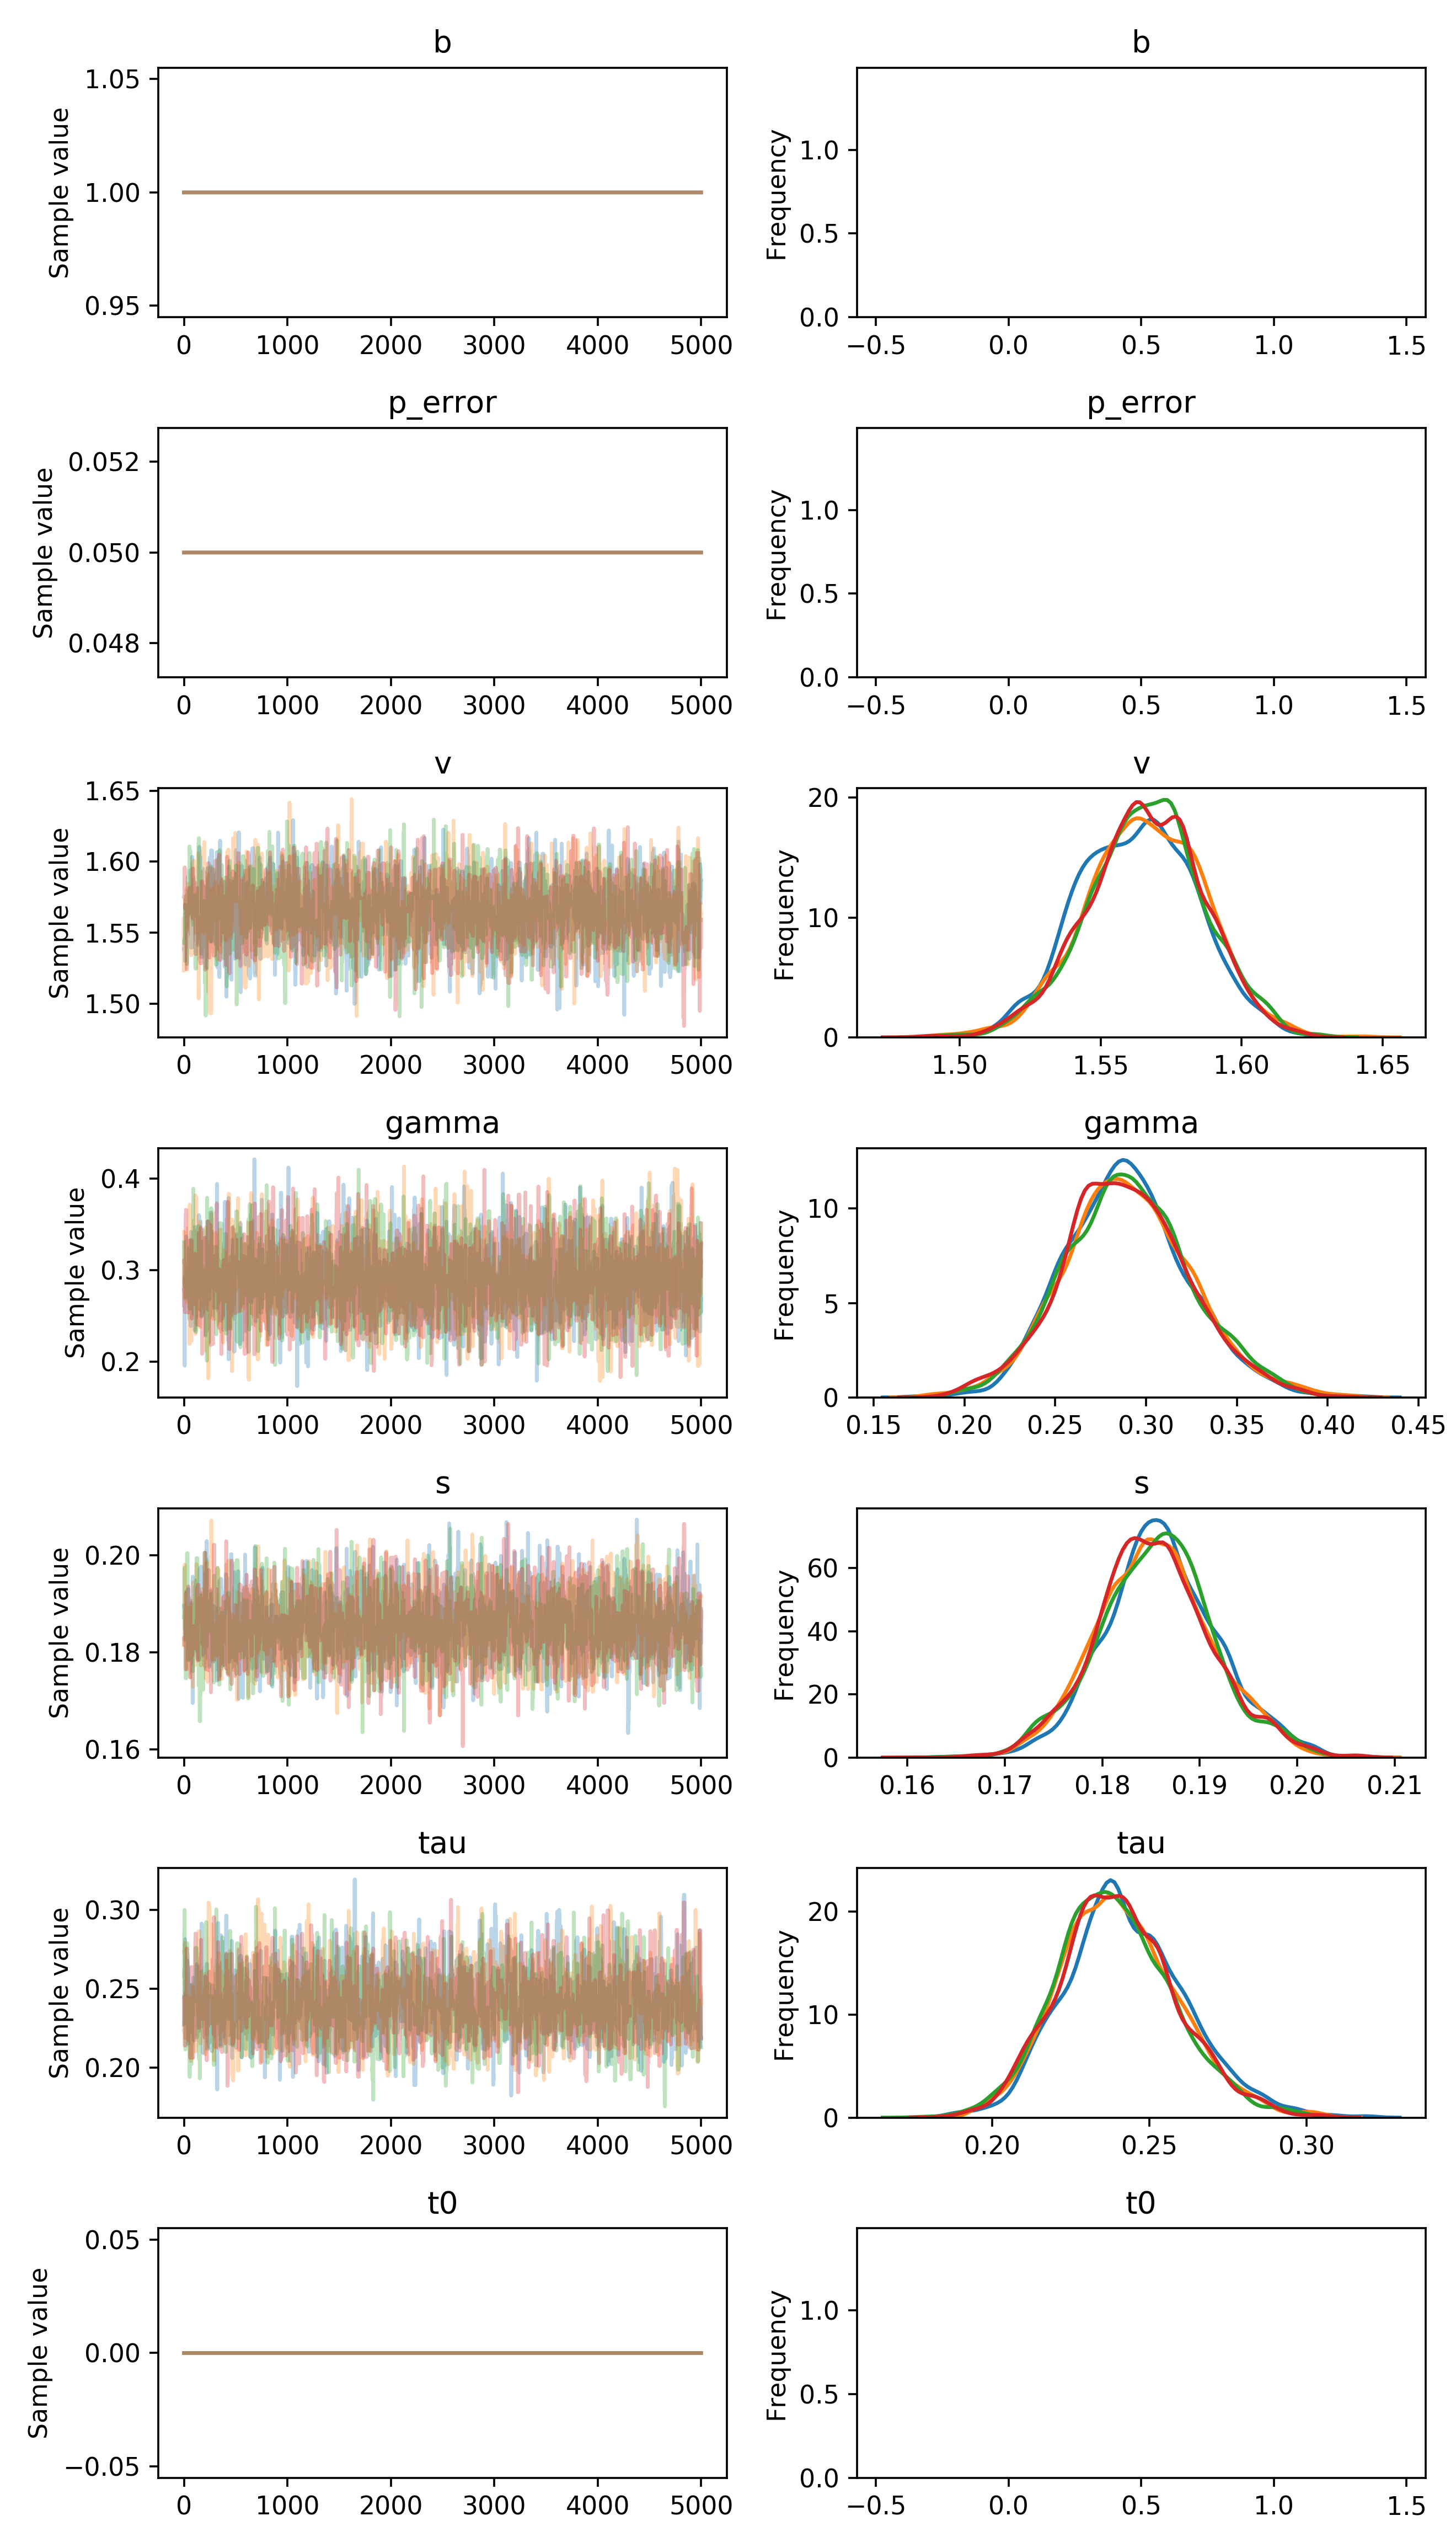 b
b
1.05
1.00
0.95
Sample value
0 1000 2000 3000 4000 5000
1.0
0.5
0.0
Frequency
−0.5 0.0 0.5 1.0 1.5
p_error
p_error
0.052
0.050
0.048
Sample value
0 1000 2000 3000 4000 5000
1.0
0.5
0.0
Frequency
−0.5 0.0 0.5 1.0 1.5
v
v
1.65
1.60
1.55
1.50
Sample value
0 1000 2000 3000 4000 5000
20
10
0
Frequency
1.50 1.55 1.60 1.65
gamma
gamma
0.4
0.3
0.2
Sample value
0 1000 2000 3000 4000 5000
10
5
0
Frequency
0.15 0.20 0.25 0.30 0.35 0.40 0.45
s
s
0.20
0.18
0.16
Sample value
0 1000 2000 3000 4000 5000
60
40
20
0
Frequency
0.16 0.17 0.18 0.19 0.20 0.21
tau
tau
0.30
0.25
0.20
Sample value
0 1000 2000 3000 4000 5000
20
10
0
Frequency
0.20 0.25 0.30
t0
t0
0.05
0.00
−0.05
Sample value
0 1000 2000 3000 4000 5000
1.0
0.5
0.0
Frequency
−0.5 0.0 0.5 1.0 1.5